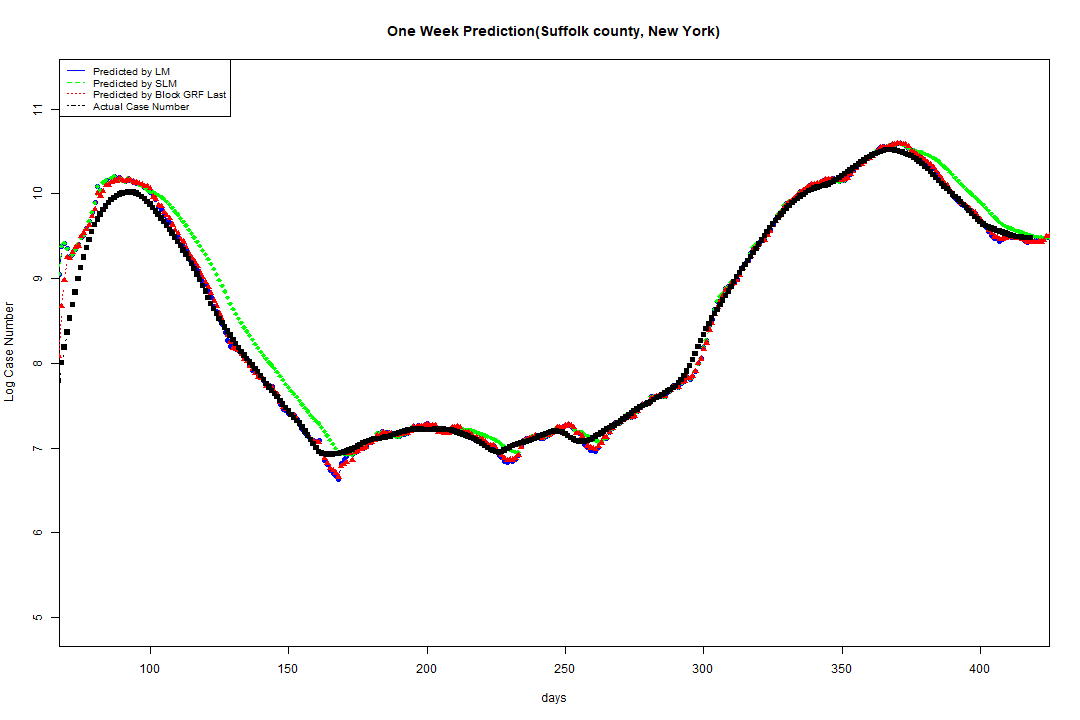 One Week Prediction(Suffolk county, New York)
Predicted by LM
Predicted by SLM
Predicted by Block GRF Last
Actual Case Number
Log Case Number
11
10
9
8
7
6
5
100 150 200 250 300 350 400
days